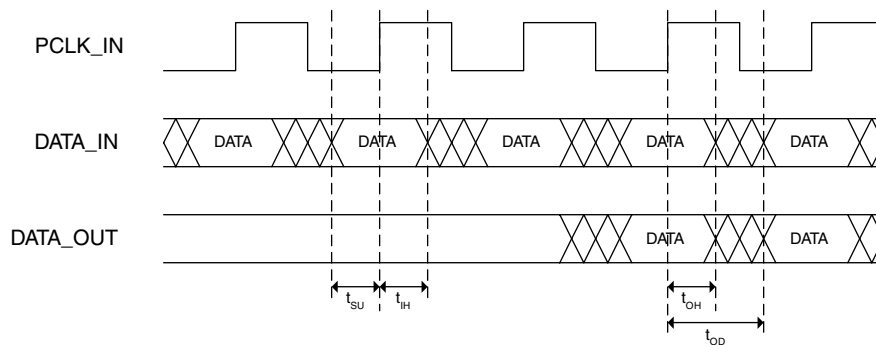 PCLK_IN
DATA_IN
DATA DATA DATA DATA DATA
DATA_OUT
DATA DATA
tSU tIH tOH
tOD